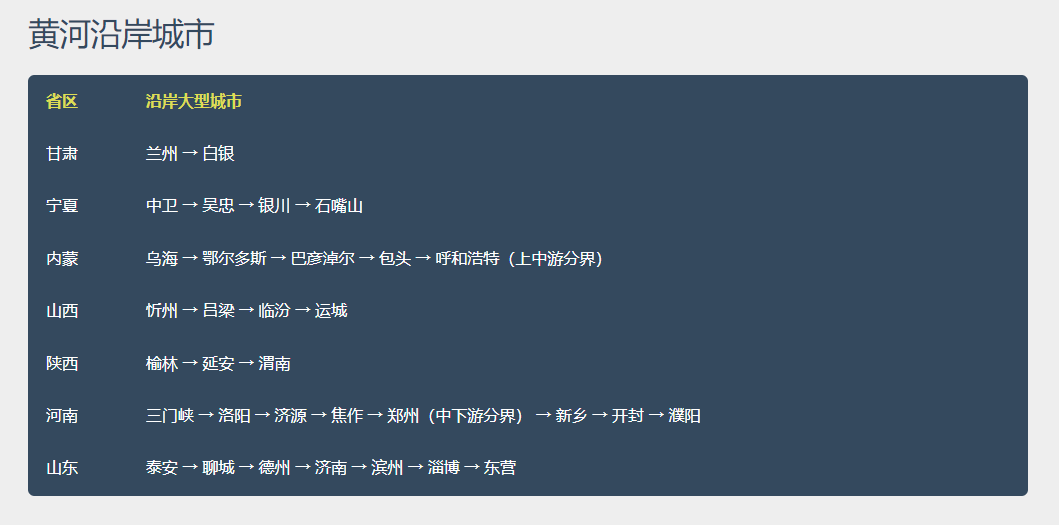 黄河沿岸城市
省区 沿岸大型城市
甘肃 兰州 → 白银
宁夏 中卫 → 吴忠 → 银川 → 石嘴山
内蒙 乌海 → 鄂尔多斯 → 巴彦淖尔 → 包头 → 呼和浩特（上中游分界）
山西 忻州 → 吕梁 → 临汾 → 运城
陕西 榆林 → 延安 → 渭南
河南 三门峡 → 洛阳 → 济源 → 焦作 → 郑州（中下游分界） → 新乡 → 开封 → 濮阳
山东 泰安 → 聊城 → 德州 → 济南 → 滨州 → 淄博 → 东营